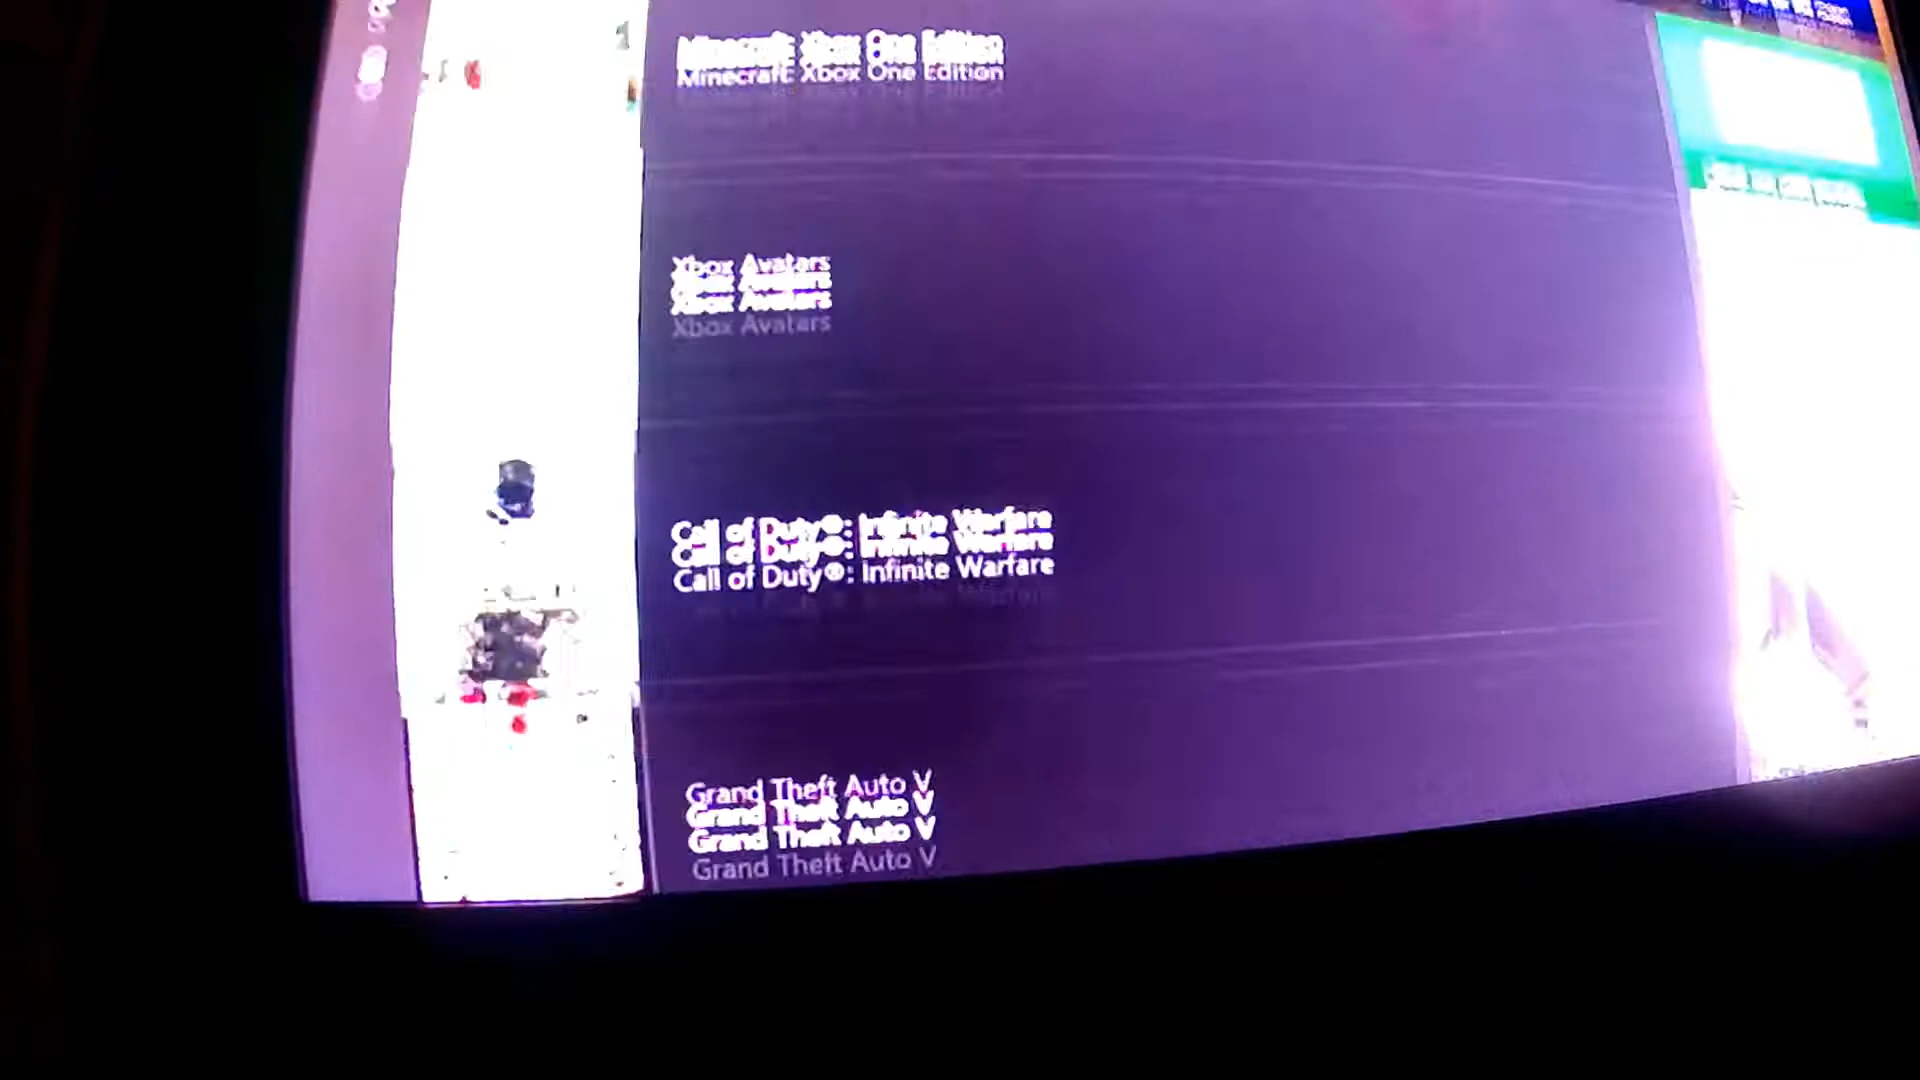 Minecraft: Xbox One Edition
Xbox Avatars
Call of Duty®: Infinite Warfare
Grand Theft Auto V